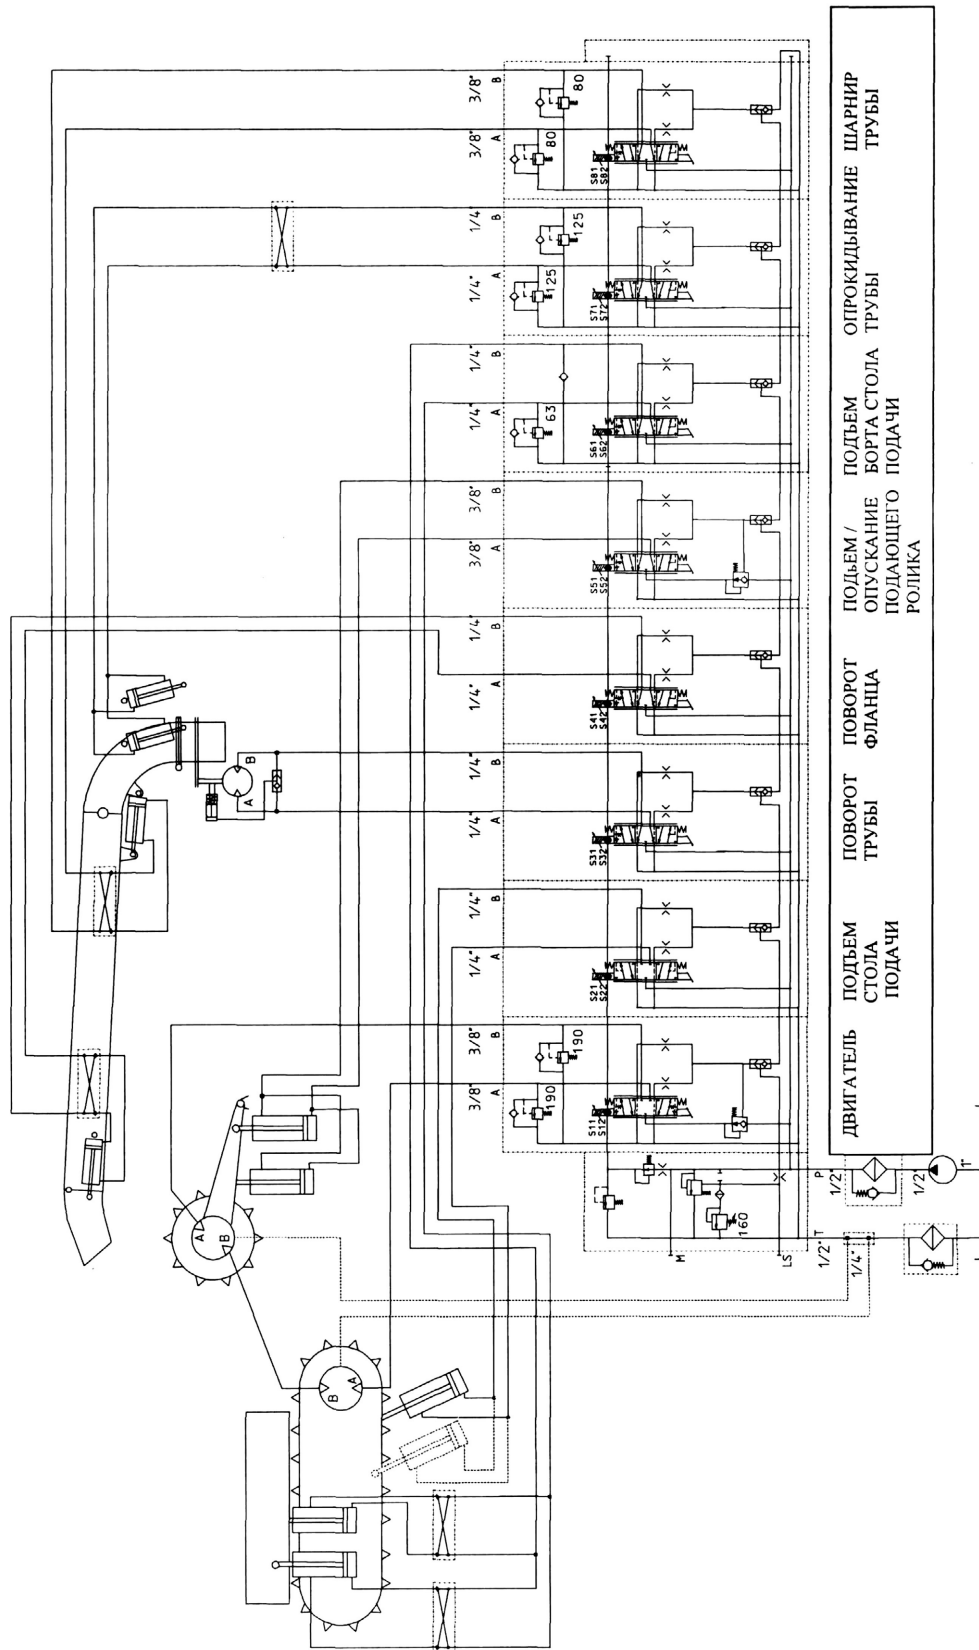 3/8" 3/8" 1/4" 1/4" 1/4" 1/4" 1/4" 1/4" 3/8" 3/8" 1/4" 1/4" 1/4" 1/4" 3/8" 3/8"
A B A B A B A B A B A B A B A B
A
B
B
A
A
B
190
190
63
125
125
80
80
S11
S12
S21
S22
S31
S32
S41
S42
S51
S52
S61
S62
S71
S72
S81
S82
M
160
LS
1/2" T
1/4"
P
1/2"
1/2"
1"
ДВИГАТЕЛЬ
ПОДЪЕМ
СТОЛА
ПОДАЧИ
ПОВОРОТ
ТРУБЫ
ПОВОРОТ
ФЛАНЦА
ПОДЬЕМ /
ОПУСКАНИЕ
ПОДАЮЩЕГО
РОЛИКА
ПОДЪЕМ
БОРТА СТОЛА
ПОДАЧИ
ОПРОКИДЫВАНИЕ
ТРУБЫ
ШАРНИР
ТРУБЫ